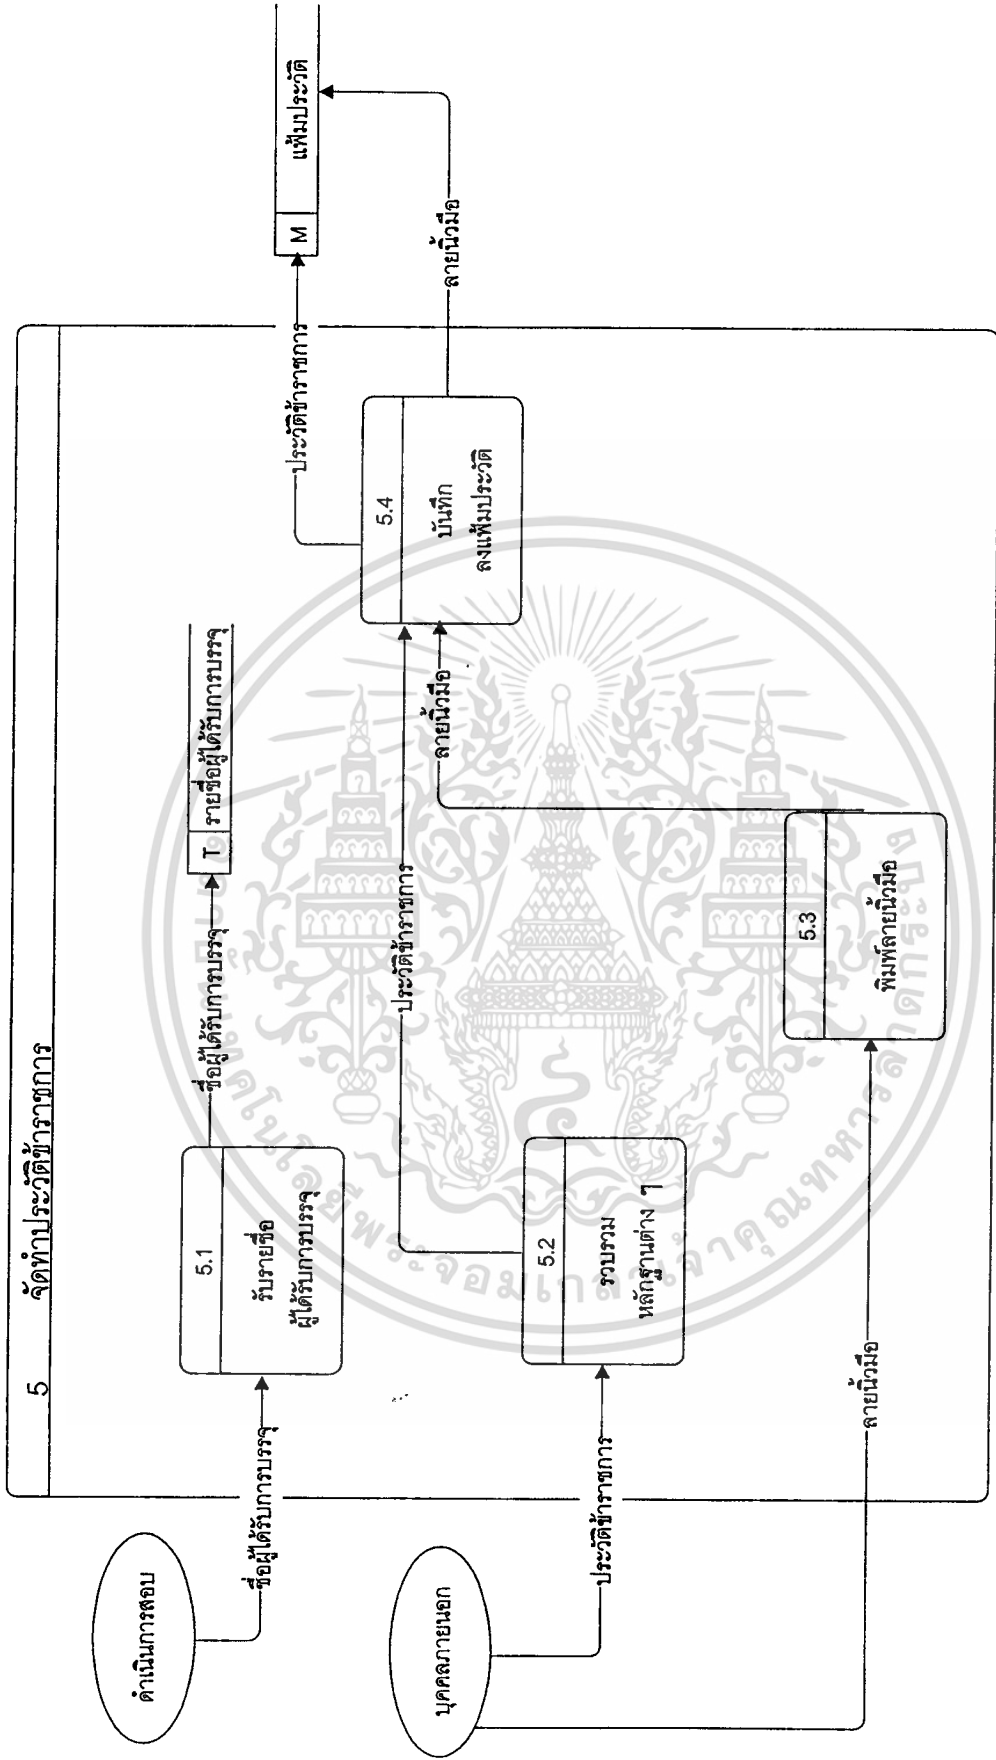 5 จัดทำประวัติข้าราชการ
ดำเนินการสอบ
ชื่อผู้ได้รับการบรรจุ
5.1
รับรายชื่อ
ผู้ได้รับการบรรจุ
ชื่อผู้ได้รับการบรรจุ
T รายชื่อผู้ได้รับการบรรจุ
บุคคลภายนอก
ประวัติข้าราชการ
5.2
รวบรวม
หลักฐานต่าง ๆ
ประวัติข้าราชการ
ลายนิ้วมือ
5.3
พิมพ์ลายนิ้วมือ
ลายนิ้วมือ
5.4
บันทึก
ลงแฟ้มประวัติ
ประวัติข้าราชการ
ลายนิ้วมือ
M แฟ้มประวัติ